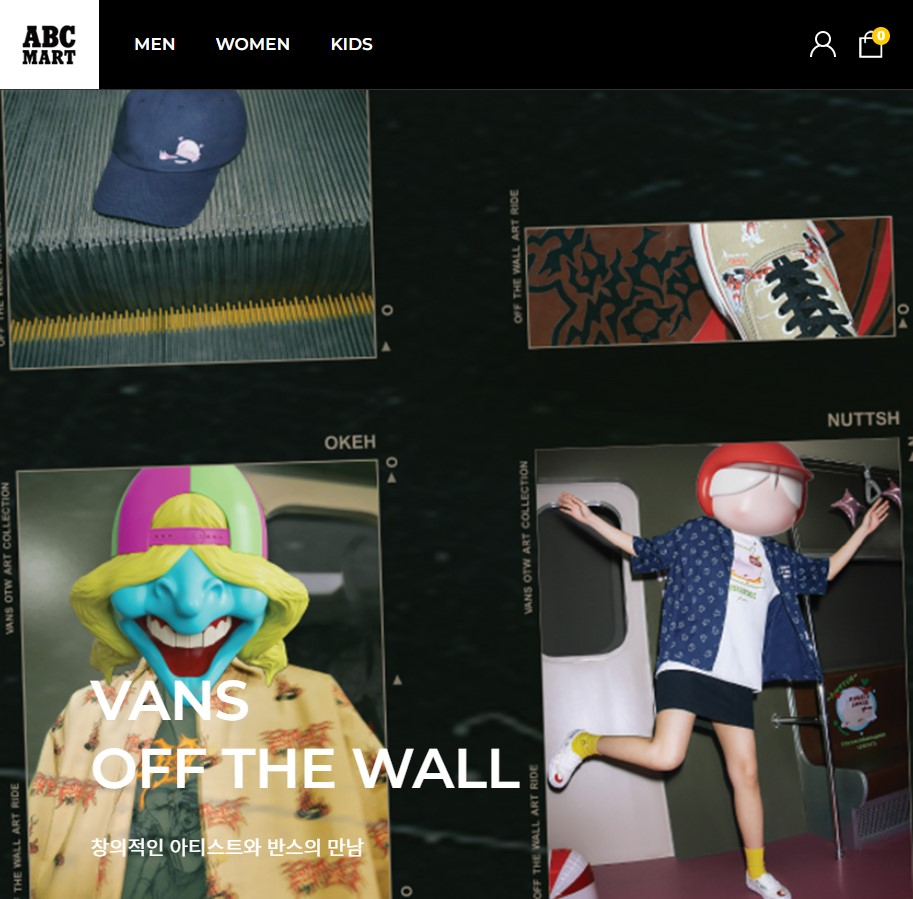 ABC
MART
MEN
WOMEN
KIDS
0
OFF THE WALL ART RIDE
OKEH
NUTTSH
VANS OTW ART COLLECTION
VANS OTW ART COLLECTION
VANS
OFF THE WALL
창의적인 아티스트와 반스의 만남
THE WALL ART RIDE
OFF THE WALL ART RIDE